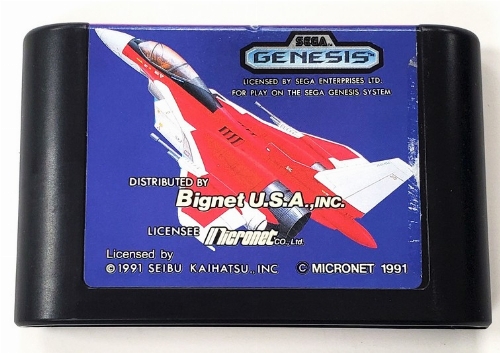 SEGA
GENESIS
LICENSED BY SEGA ENTERPRISES LTD.
FOR PLAY ON THE SEGA GENESIS SYSTEM
DISTRIBUTED BY
Bignet U.S.A., INC.
LICENSEE Micronet CO., Ltd.
Licensed by
© 1991 SEIBU KAIHATSU., INC © MICRONET 1991